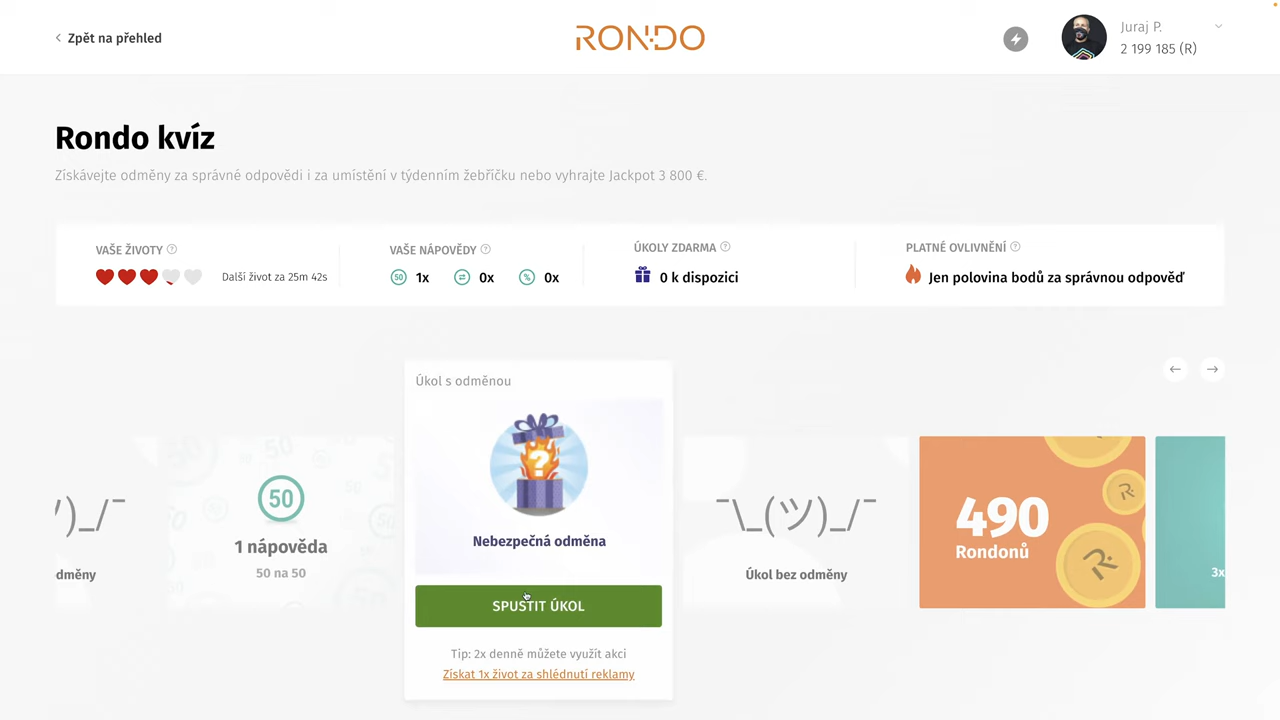 Zpět na přehled
RONDO
Juraj P.
2 199 185 (R)
Rondo kvíz
Získávejte odměny za správné odpovědi i za umístění v týdenním žebříčku nebo vyhrajte Jackpot 3 800 €.
VAŠE ŽIVOTY
Další život za 25m 42s
VAŠE NÁPOVĚDY
50 1x
0x
% 0x
ÚKOLY ZDARMA
0 k dispozici
PLATNÉ OVLIVNĚNÍ
Jen polovina bodů za správnou odpověď
)_/¯
dměny
50
1 nápověda
50 na 50
Úkol s odměnou
?
Nebezpečná odměna
SPUSTIT ÚKOL
Tip: 2x denně můžete využít akci
Získat 1x život za shlédnutí reklamy
¯\_(ツ)_/¯
Úkol bez odměny
490
Rondonů
3x